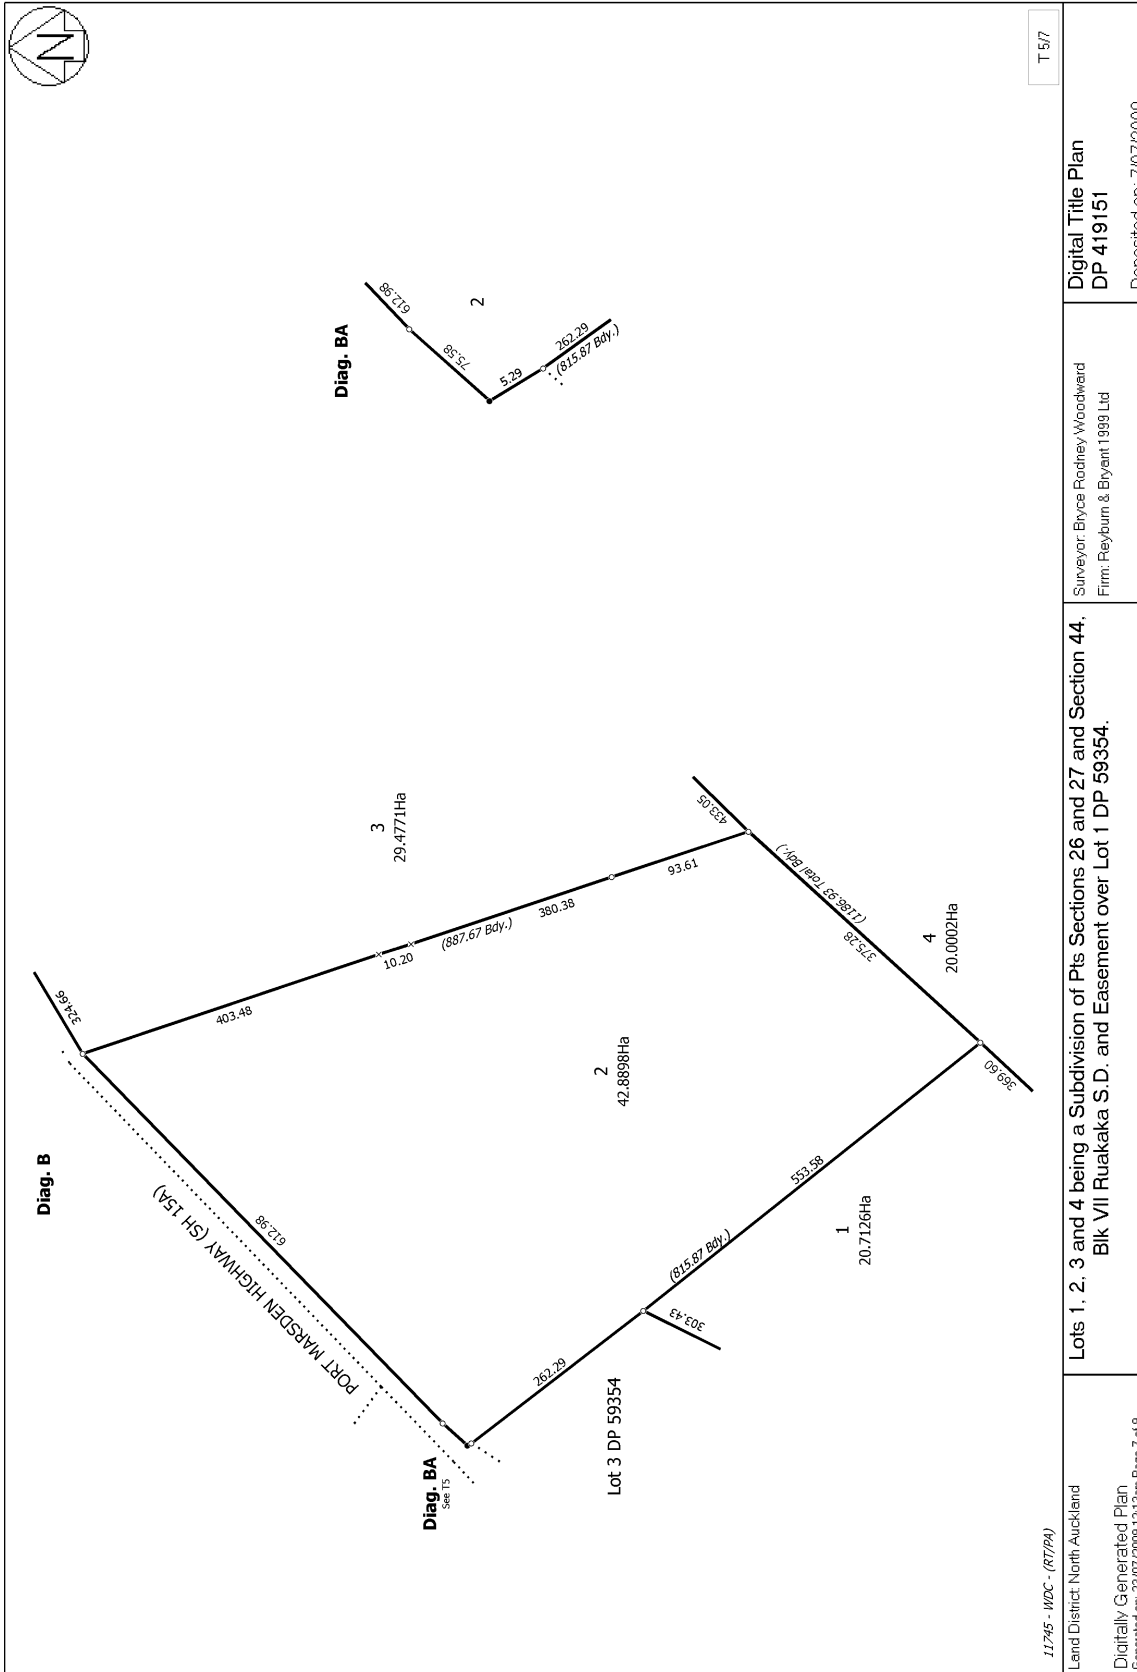 N
T 5/7
Diag. B
324.66
PORT MARSDEN HIGHWAY (SH 15A)
612.98
403.48
10.20
(887.67 Bdy.)
380.38
93.61
3
29.4771Ha
433.05
(1186.93 Total Bdy.)
375.28
4
20.0002Ha
2
42.8898Ha
369.60
553.58
(815.87 Bdy.)
1
20.7126Ha
303.43
262.29
Lot 3 DP 59354
Diag. BA
See T5
Diag. BA
612.98
75.58
2
5.29
262.29
(815.87 Bdy.)
11745 - WDC - (RT/PA)
Land District: North Auckland
Digitally Generated Plan
Lots 1, 2, 3 and 4 being a Subdivision of Pts Sections 26 and 27 and Section 44,
Blk VII Ruakaka S.D. and Easement over Lot 1 DP 59354.
Surveyor: Bryce Rodney Woodward
Firm: Reyburn & Bryant 1999 Ltd
Digital Title Plan
DP 419151
Deposited on: